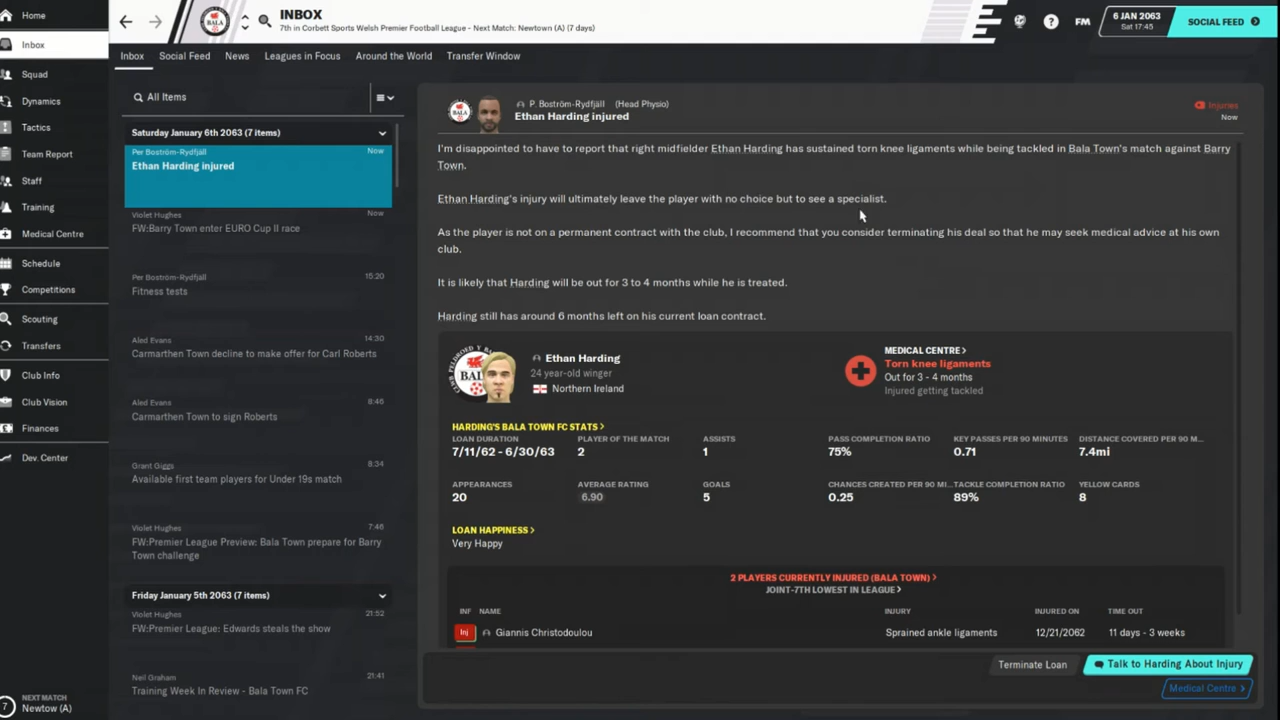 Home
Inbox
Squad
Dynamics
Tactics
Team Report
Staff
Training
Medical Centre
Schedule
Competitions
Scouting
Transfers
Club Info
Club Vision
Finances
Dev. Center
7
NEXT MATCH
Newtow (A)
BALA
INBOX
7th in Corbett Sports Welsh Premier Football League - Next Match: Newtown (A) (7 days)
?
FM
6 JAN 2063
Sat 17:45
SOCIAL FEED
Inbox
Social Feed
News
Leagues in Focus
Around the World
Transfer Window
All Items
Saturday January 6th 2063 (7 items)
Per Boström-Rydfjäll
Now
Ethan Harding injured
Violet Hughes
Now
FW:Barry Town enter EURO Cup II race
Per Boström-Rydfjäll
15:20
Fitness tests
Aled Evans
14:30
Carmarthen Town decline to make offer for Carl Roberts
Aled Evans
8:46
Carmarthen Town to sign Roberts
Grant Giggs
8:34
Available first team players for Under 19s match
Violet Hughes
7:46
FW:Premier League Preview: Bala Town prepare for Barry
Town challenge
Friday January 5th 2063 (7 items)
Violet Hughes
21:52
FW:Premier League: Edwards steals the show
Neil Graham
21:41
Training Week In Review - Bala Town FC
BALA
P. Boström-Rydfjäll (Head Physio)
Ethan Harding injured
Injuries
Now
I'm disappointed to have to report that right midfielder Ethan Harding has sustained torn knee ligaments while being tackled in Bala Town's match against Barry
Town.
Ethan Harding's injury will ultimately leave the player with no choice but to see a specialist.
As the player is not on a permanent contract with the club, I recommend that you consider terminating his deal so that he may seek medical advice at his own
club.
It is likely that Harding will be out for 3 to 4 months while he is treated.
Harding still has around 6 months left on his current loan contract.
Ethan Harding
24 year-old winger
Northern Ireland
MEDICAL CENTRE >
Torn knee ligaments
Out for 3 - 4 months
Injured getting tackled
HARDING'S BALA TOWN FC STATS >
LOAN DURATION
7/11/62 - 6/30/63
PLAYER OF THE MATCH
2
ASSISTS
1
PASS COMPLETION RATIO
75%
KEY PASSES PER 90 MINUTES
0.71
DISTANCE COVERED PER 90 M...
7.4mi
APPEARANCES
20
AVERAGE RATING
6.90
GOALS
5
CHANCES CREATED PER 90 MI...
0.25
TACKLE COMPLETION RATIO
89%
YELLOW CARDS
8
LOAN HAPPINESS >
Very Happy
2 PLAYERS CURRENTLY INJURED (BALA TOWN) >
JOINT-7TH LOWEST IN LEAGUE >
INF NAME
INJURY
INJURED ON
TIME OUT
Inj
Giannis Christodoulou
Sprained ankle ligaments
12/21/2062
11 days - 3 weeks
Terminate Loan
Talk to Harding About Injury
Medical Centre >